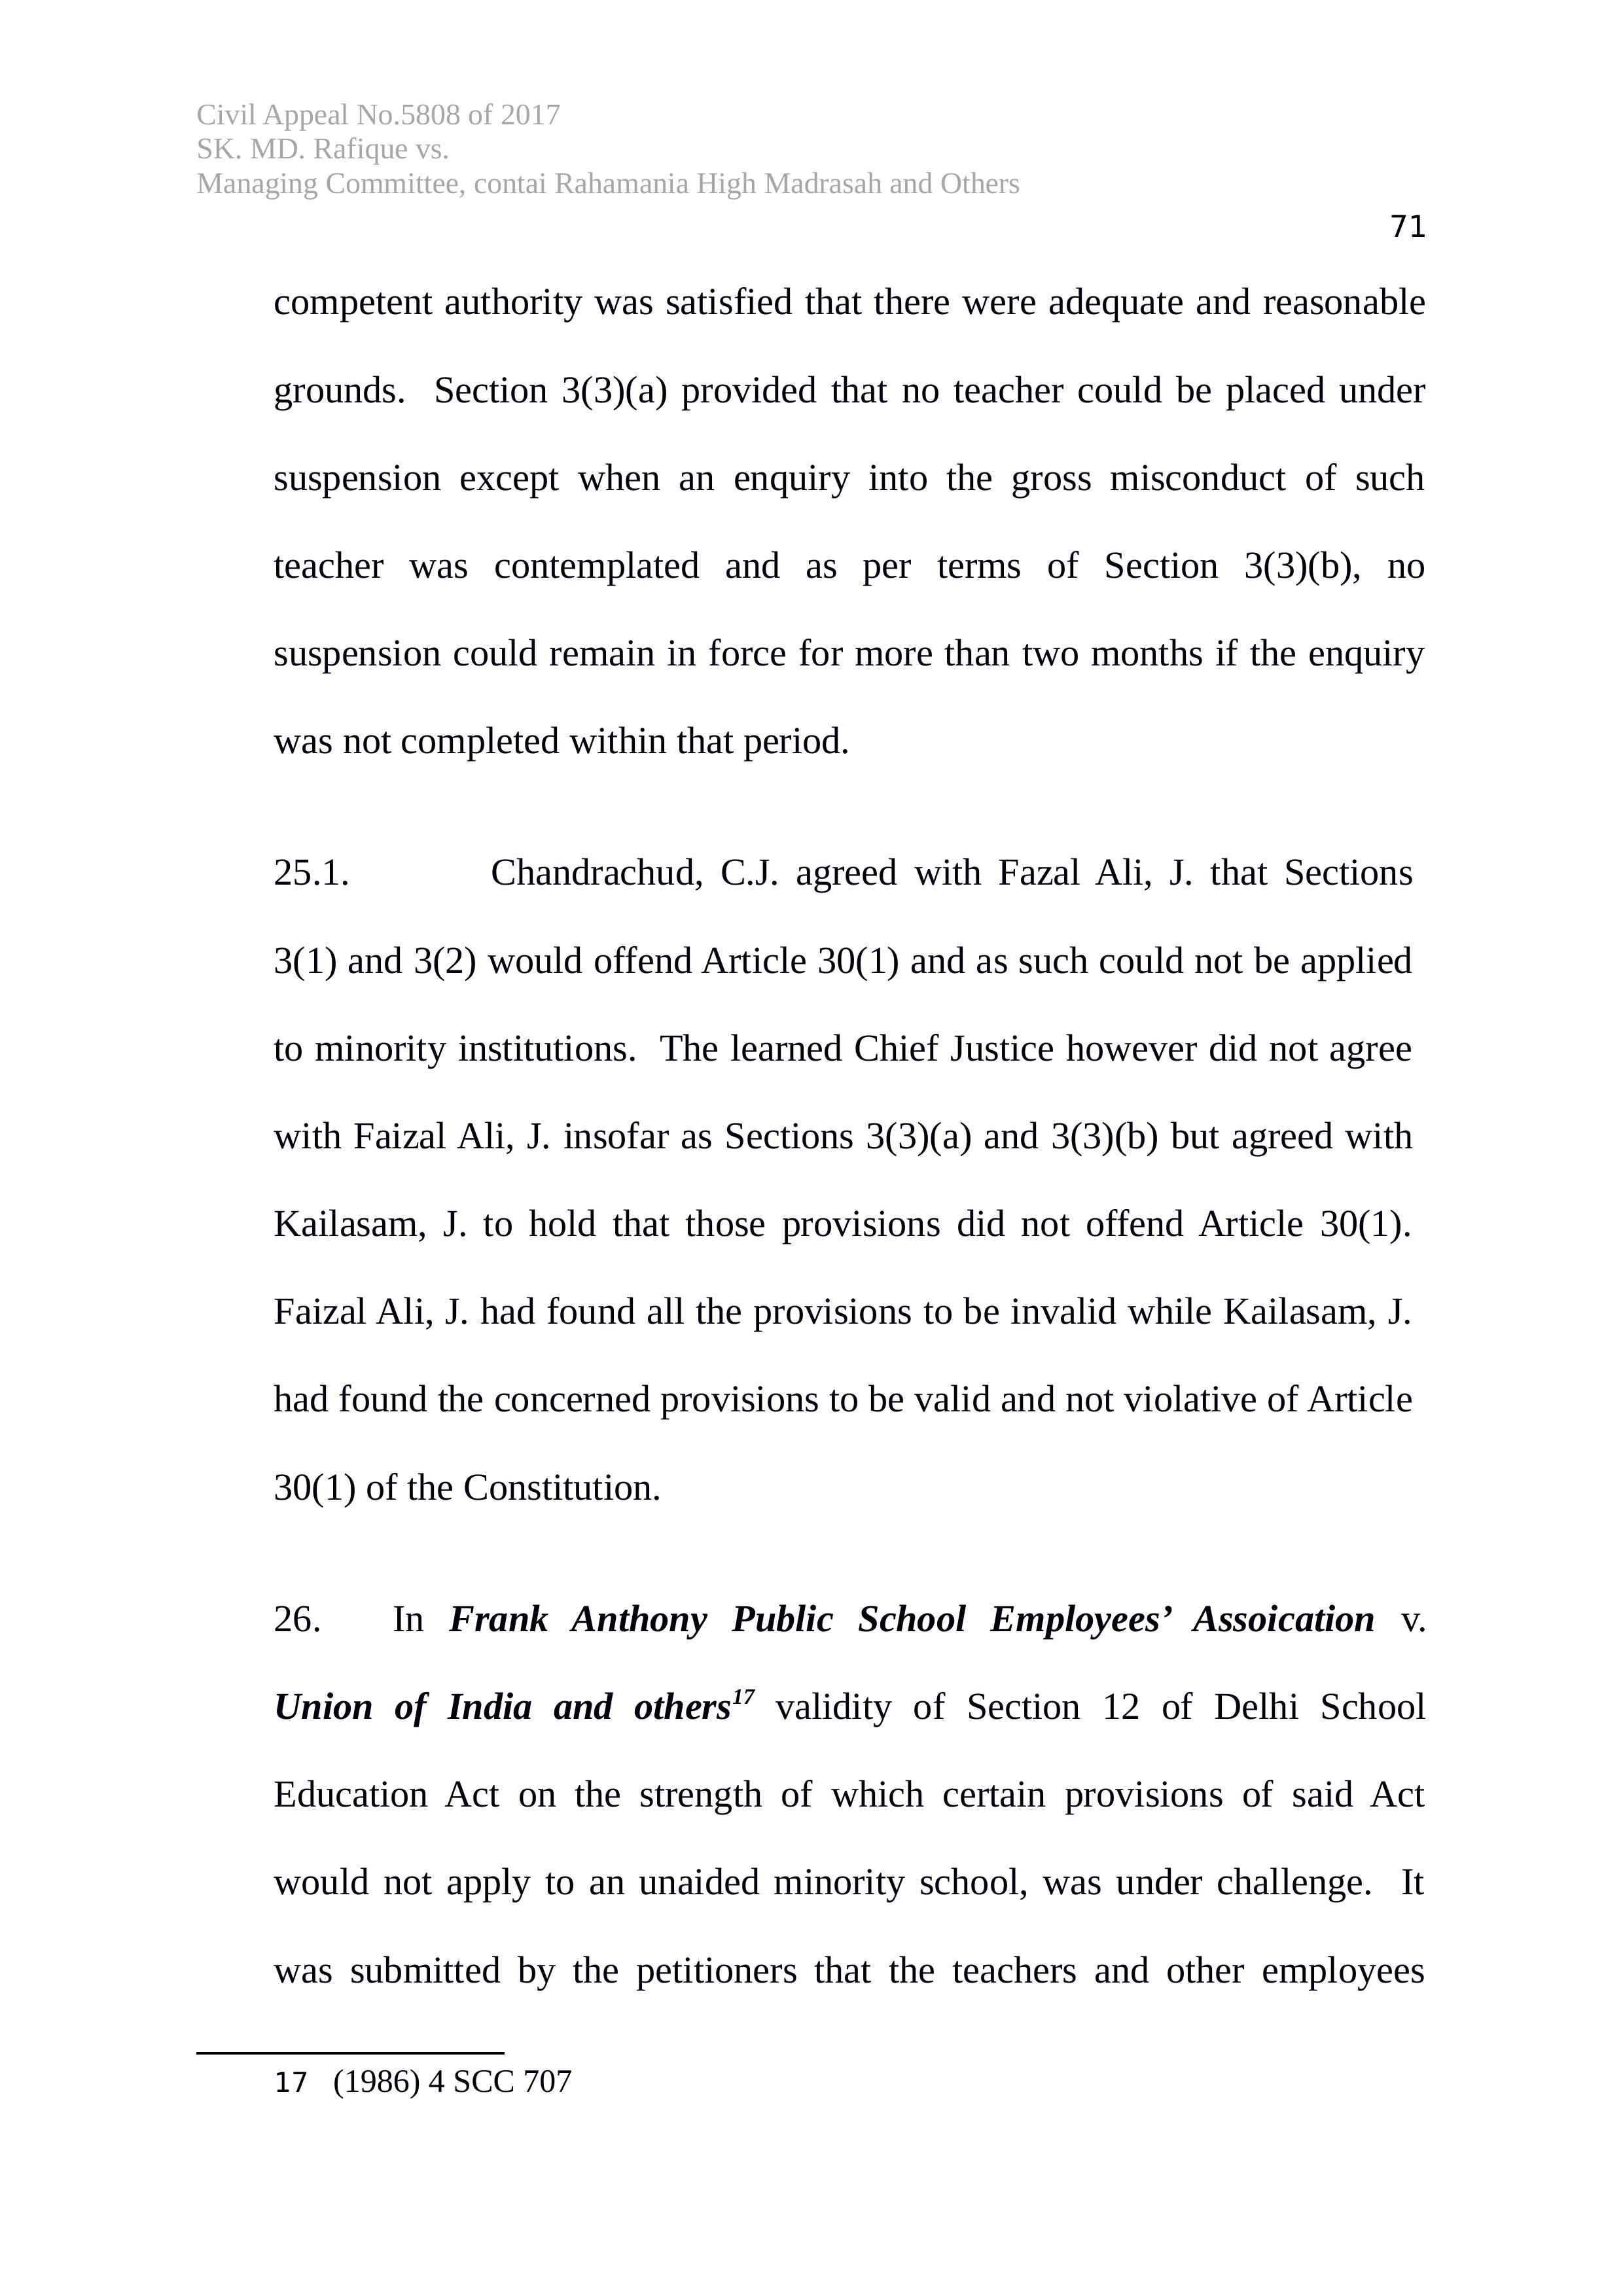 Civil Appeal No.5808 of 2017
SK. MD. Rafique vs.
Managing Committee, contai Rahamania High Madrasah and Others
71
competent authority was satisfied that there were adequate and reasonable
grounds.  Section 3(3)(a) provided that no teacher could be placed under
suspension except when an enquiry into the gross misconduct of such
teacher was contemplated and as per terms of Section 3(3)(b), no
suspension could remain in force for more than two months if the enquiry
was not completed within that period.
25.1. Chandrachud, C.J. agreed with Fazal Ali, J. that Sections
3(1) and 3(2) would offend Article 30(1) and as such could not be applied
to minority institutions.  The learned Chief Justice however did not agree
with Faizal Ali, J. insofar as Sections 3(3)(a) and 3(3)(b) but agreed with
Kailasam, J. to hold that those provisions did not offend Article 30(1).
Faizal Ali, J. had found all the provisions to be invalid while Kailasam, J.
had found the concerned provisions to be valid and not violative of Article
30(1) of the Constitution.
26. In Frank Anthony Public School Employees’ Assoication v.
Union of India and others17 validity of Section 12 of Delhi School
Education Act on the strength of which certain provisions of said Act
would not apply to an unaided minority school, was under challenge.  It
was submitted by the petitioners that the teachers and other employees
17 (1986) 4 SCC 707